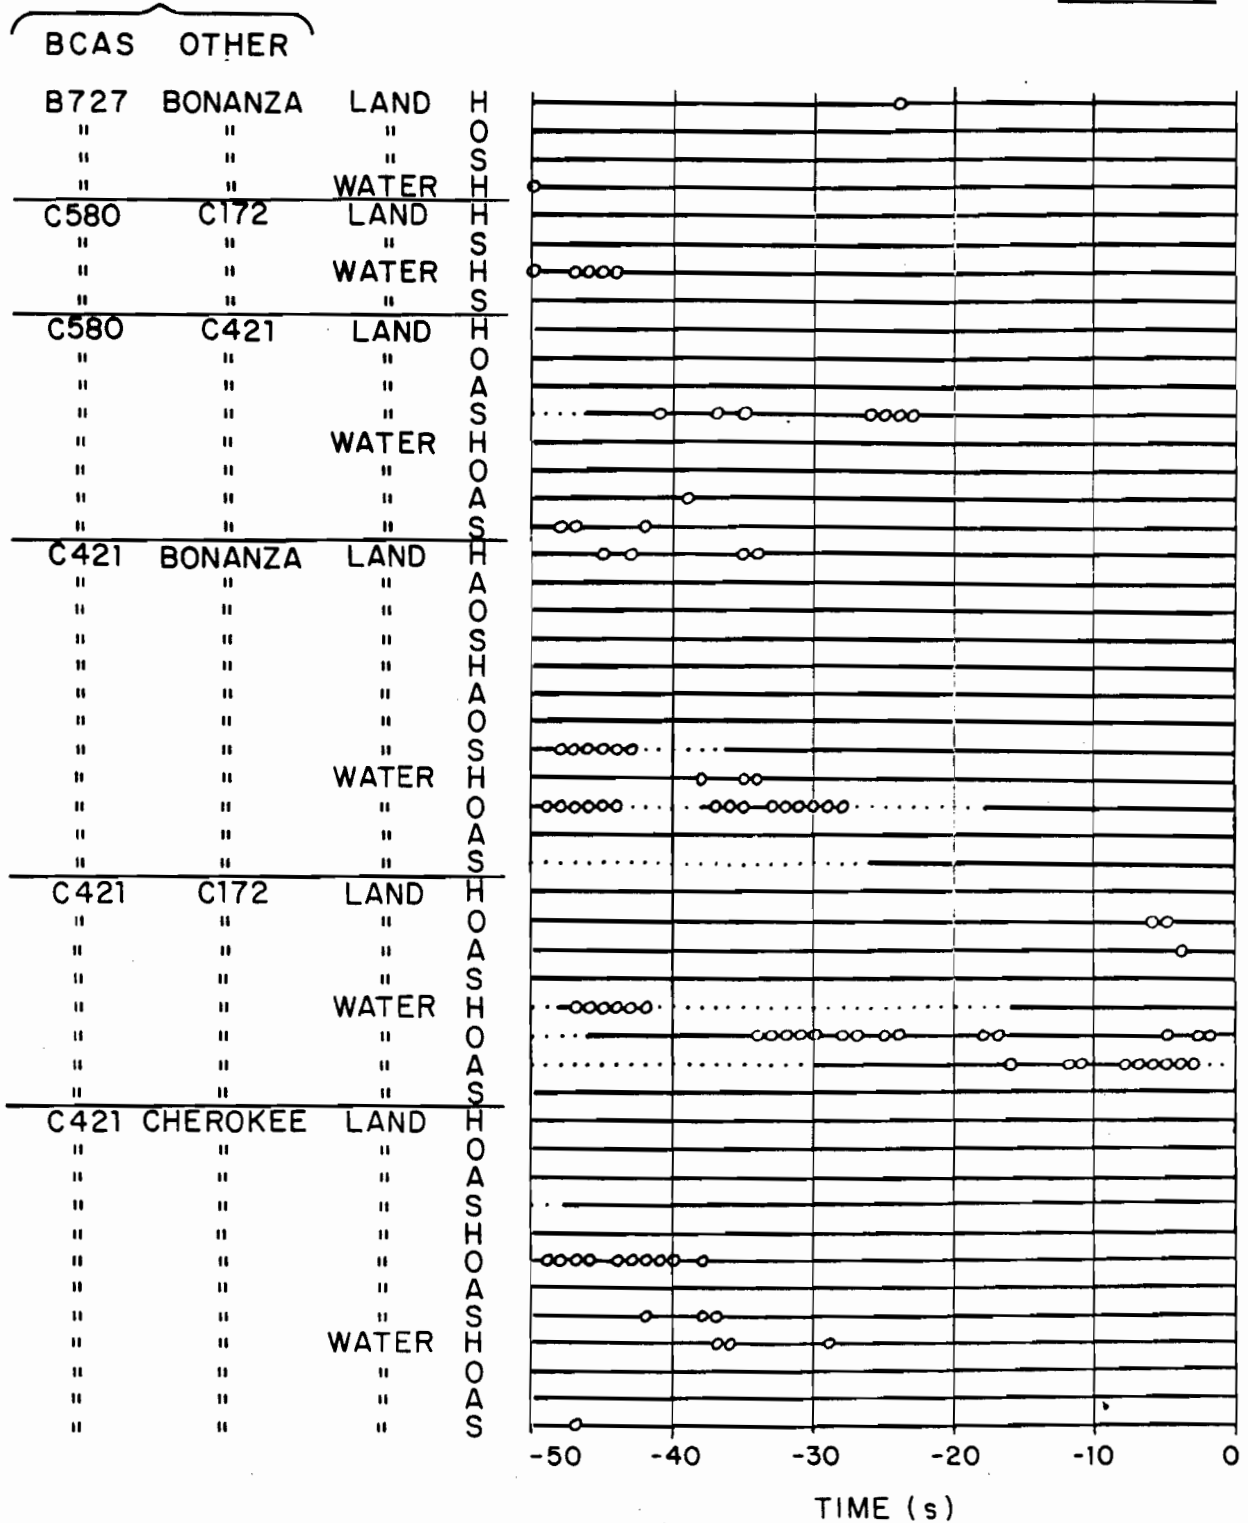 BCAS OTHER
B727 BONANZA LAND H
" " " O
" " " S
" " WATER H
C580 C172 LAND H
" " " S
" " WATER H
" " " S
C580 C421 LAND H
" " " O
" " " A
" " " S
" " WATER H
" " " O
" " " A
" " " S
C421 BONANZA LAND H
" " " A
" " " O
" " " S
" " " H
" " " A
" " " O
" " " S
" " WATER H
" " " O
" " " A
" " " S
C421 C172 LAND H
" " " O
" " " A
" " " S
" " WATER H
" " " O
" " " A
" " " S
C421 CHEROKEE LAND H
" " " O
" " " A
" " " S
" " " H
" " " O
" " " A
" " " S
" " WATER H
" " " O
" " " A
" " " S
-50 -40 -30 -20 -10 0
TIME (s)